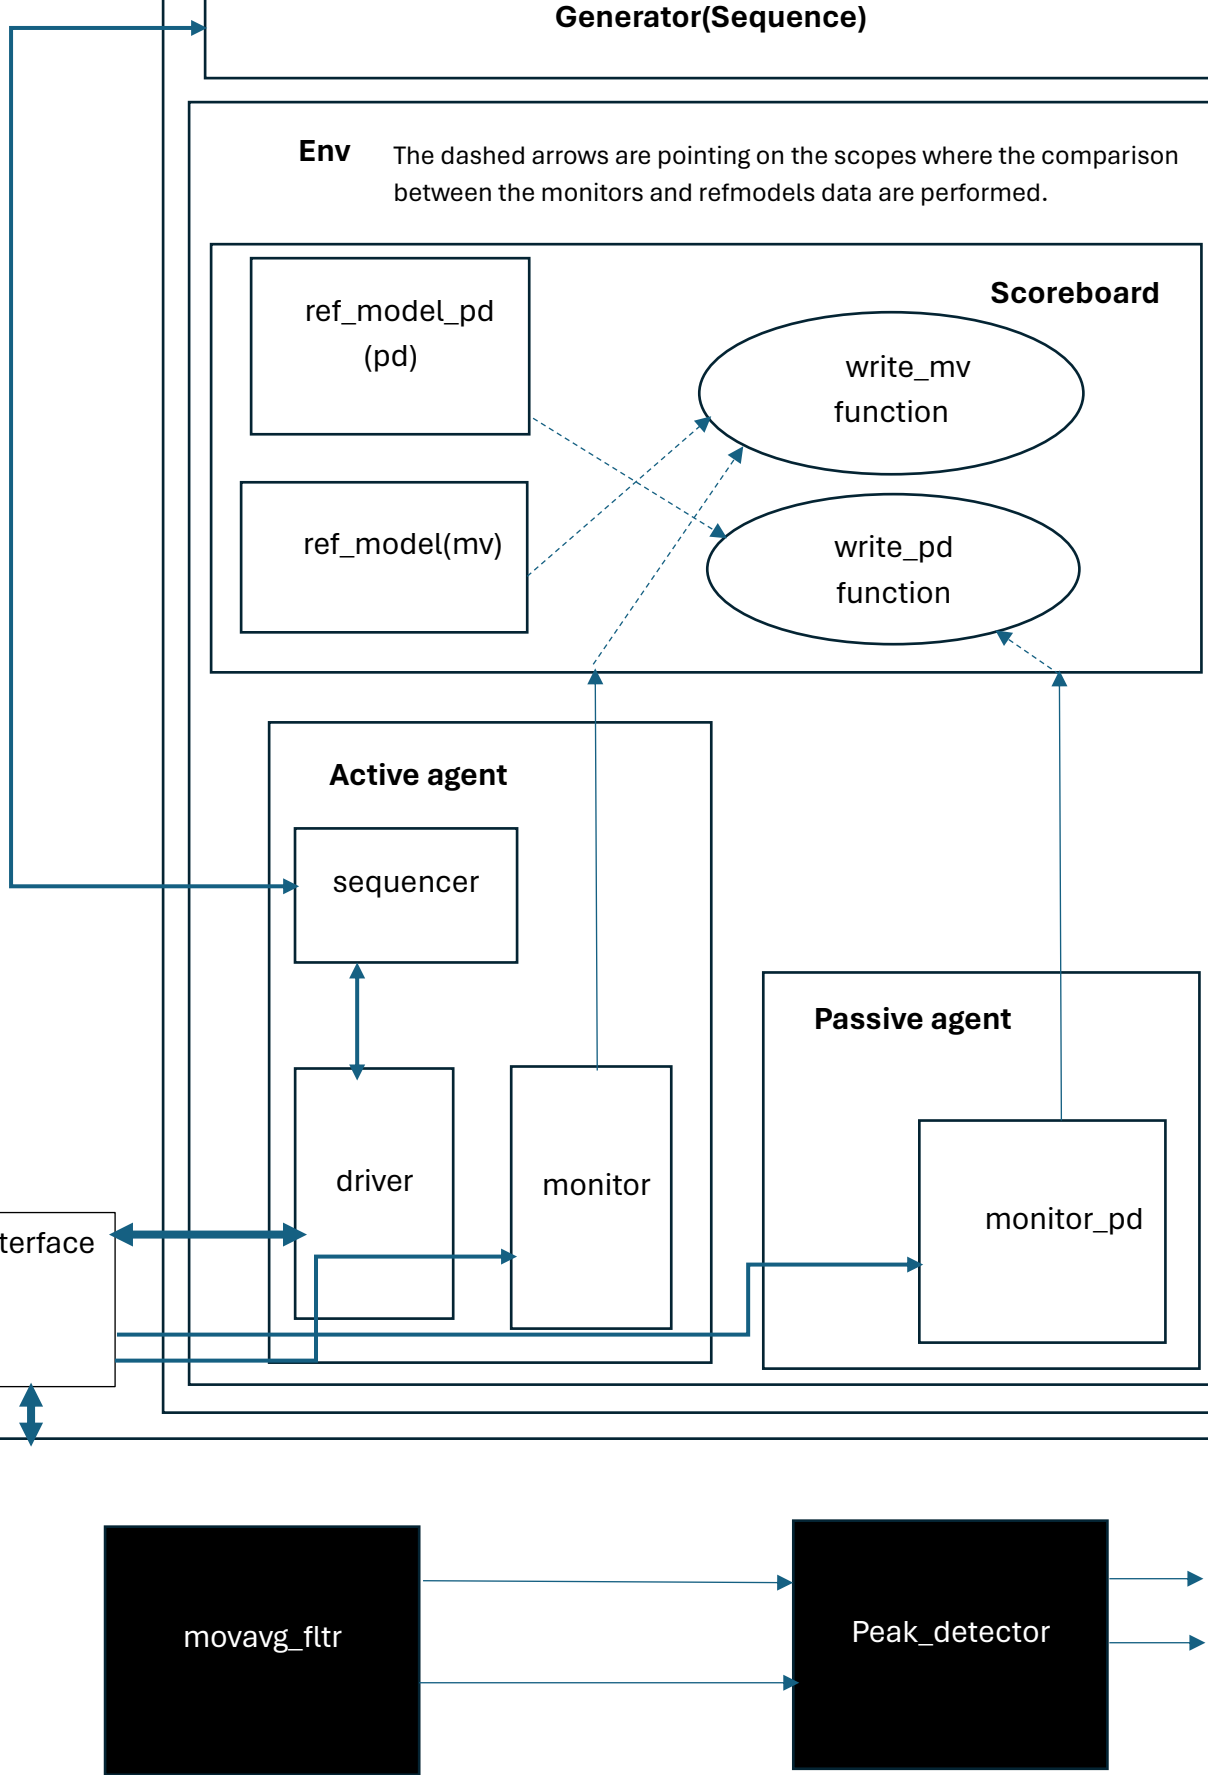 Generator(Sequence)
Env
The dashed arrows are pointing on the scopes where the comparison
between the monitors and refmodels data are performed.
Scoreboard
ref_model_pd
(pd)
write_mv
function
ref_model(mv)
write_pd
function
Active agent
sequencer
Passive agent
driver
monitor
monitor_pd
terface
movavg_fltr
Peak_detector